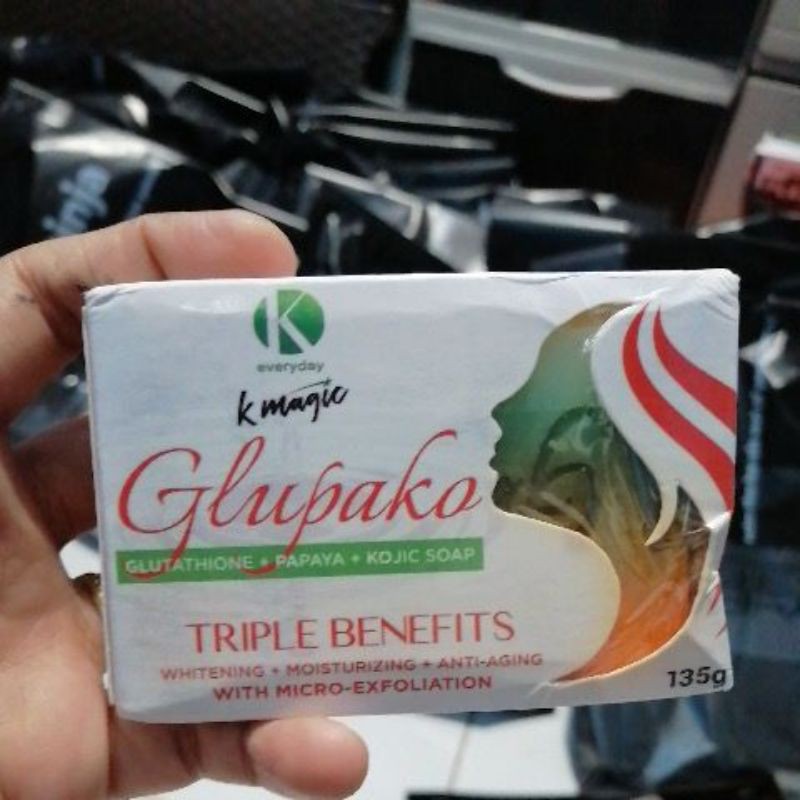 K
everyday
k magic
Glupako
GLUTATHIONE + PAPAYA + KOJIC SOAP
TRIPLE BENEFITS
WHITENING + MOISTURIZING + ANTI-AGING
WITH MICRO-EXFOLIATION
135g